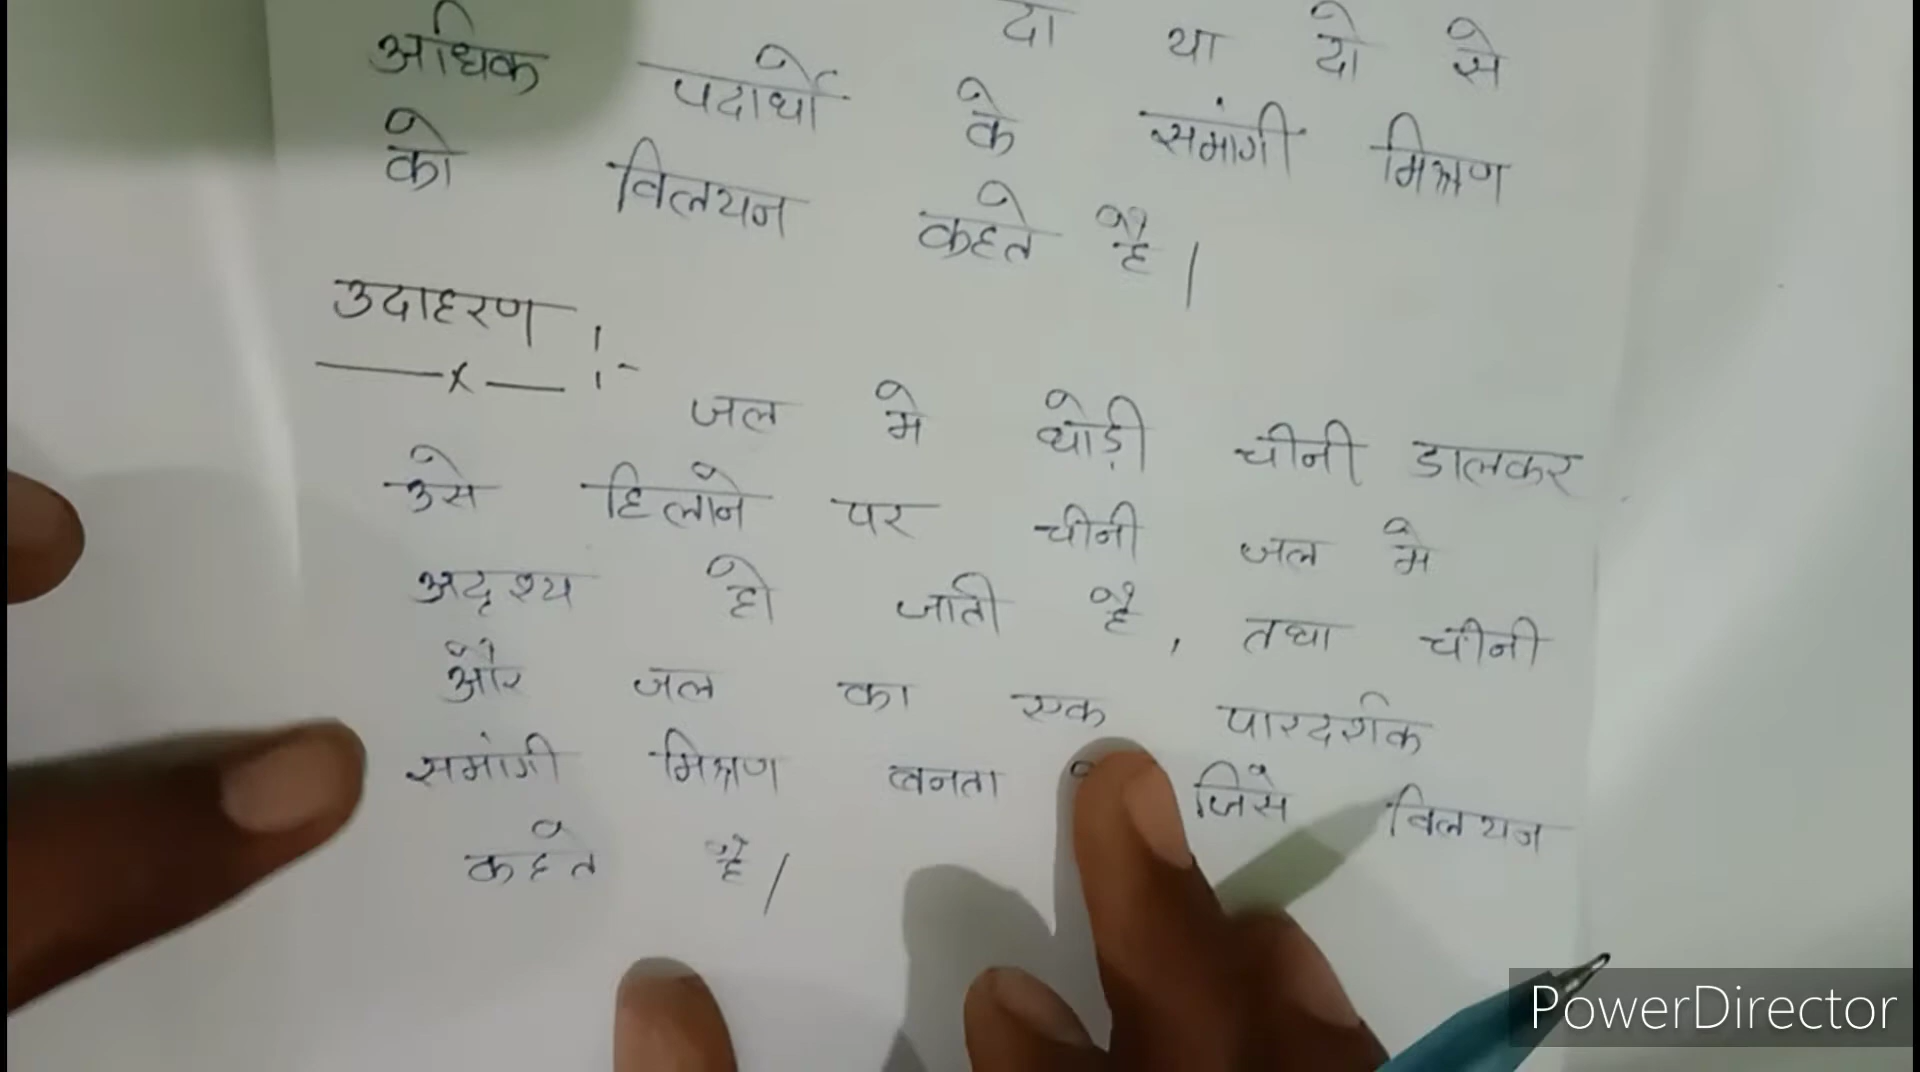 दो या दो से
अधिक पदार्थो के समांगी मिश्रण
को विलयन कहते है।
उदाहरण :-
जल मे थोड़ी चीनी डालकर
उसे हिलाने पर चीनी जल मे
अदृश्य हो जाती है, तथा चीनी
और जल का एक पारदर्शक
समांगी मिश्रण बनता जिसे विलयन
कहते है।
PowerDirector